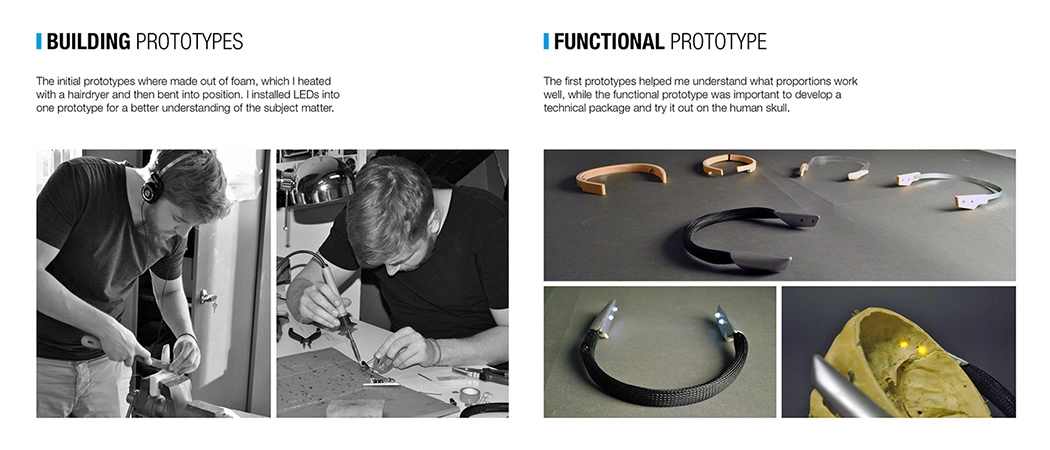 BUILDING PROTOTYPES
The initial prototypes where made out of foam, which I heated
with a hairdryer and then bent into position. I installed LEDs into
one prototype for a better understanding of the subject matter.
FUNCTIONAL PROTOTYPE
The first prototypes helped me understand what proportions work
well, while the functional prototype was important to develop a
technical package and try it out on the human skull.